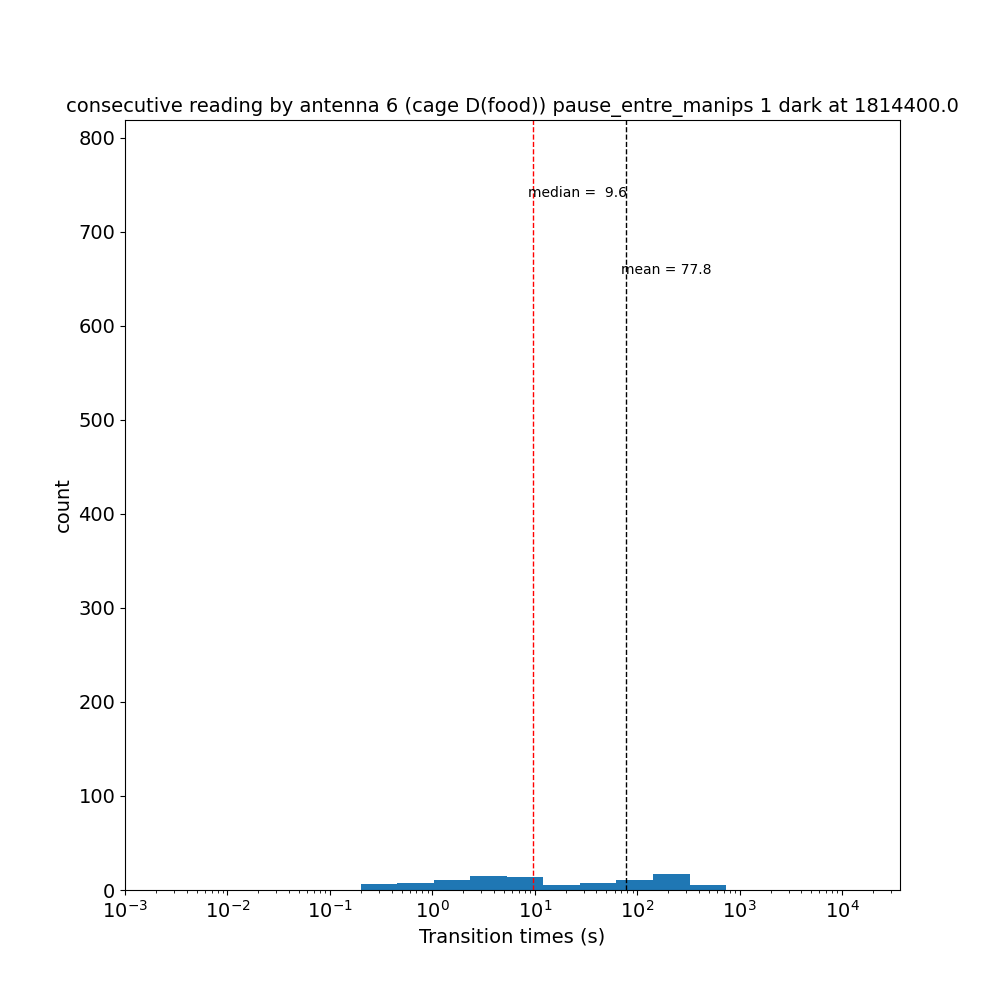 consecutive reading by antenna 6 (cage D(food)) pause_entre_manips 1 dark at 1814400.0
800
median =  9.6
700
mean = 77.8
600
500
400
count
300
200
100
0
10⁻³ 10⁻² 10⁻¹ 10⁰ 10¹ 10² 10³ 10⁴
Transition times (s)